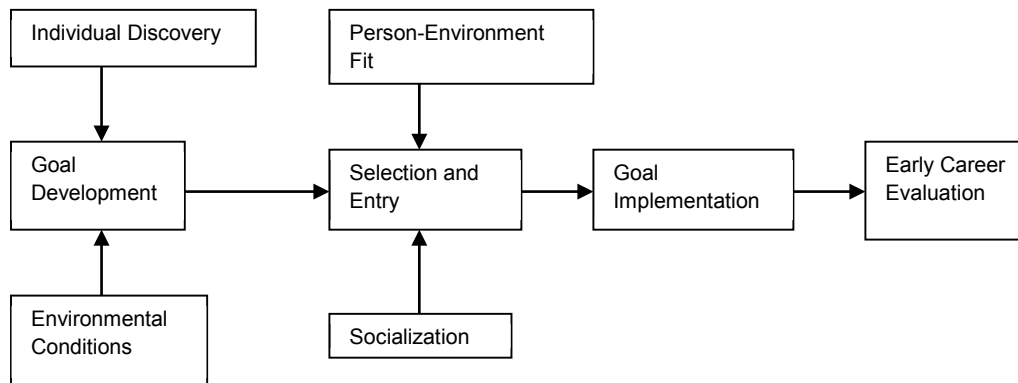 Individual Discovery
Person-Environment
Fit
Goal
Development
Selection and
Entry
Goal
Implementation
Early Career
Evaluation
Environmental
Conditions
Socialization